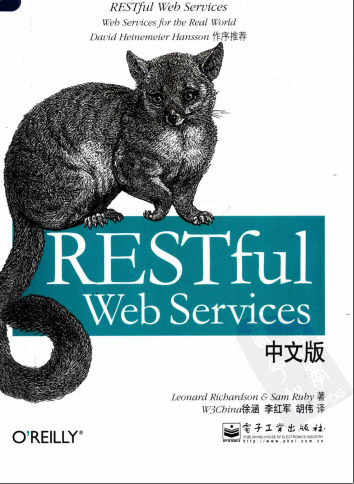 RESTful Web Services
Web Services for the Real World
David Heinemeier Hansson 作序推荐
RESTful
Web Services
中文版
Leonard Richardson & Sam Ruby 著
W3China徐涵 李红军 胡伟 译
O'REILLY®
电子工业出版社
PUBLISHING HOUSE OF ELECTRONICS INDUSTRY
http://www.phei.com.cn